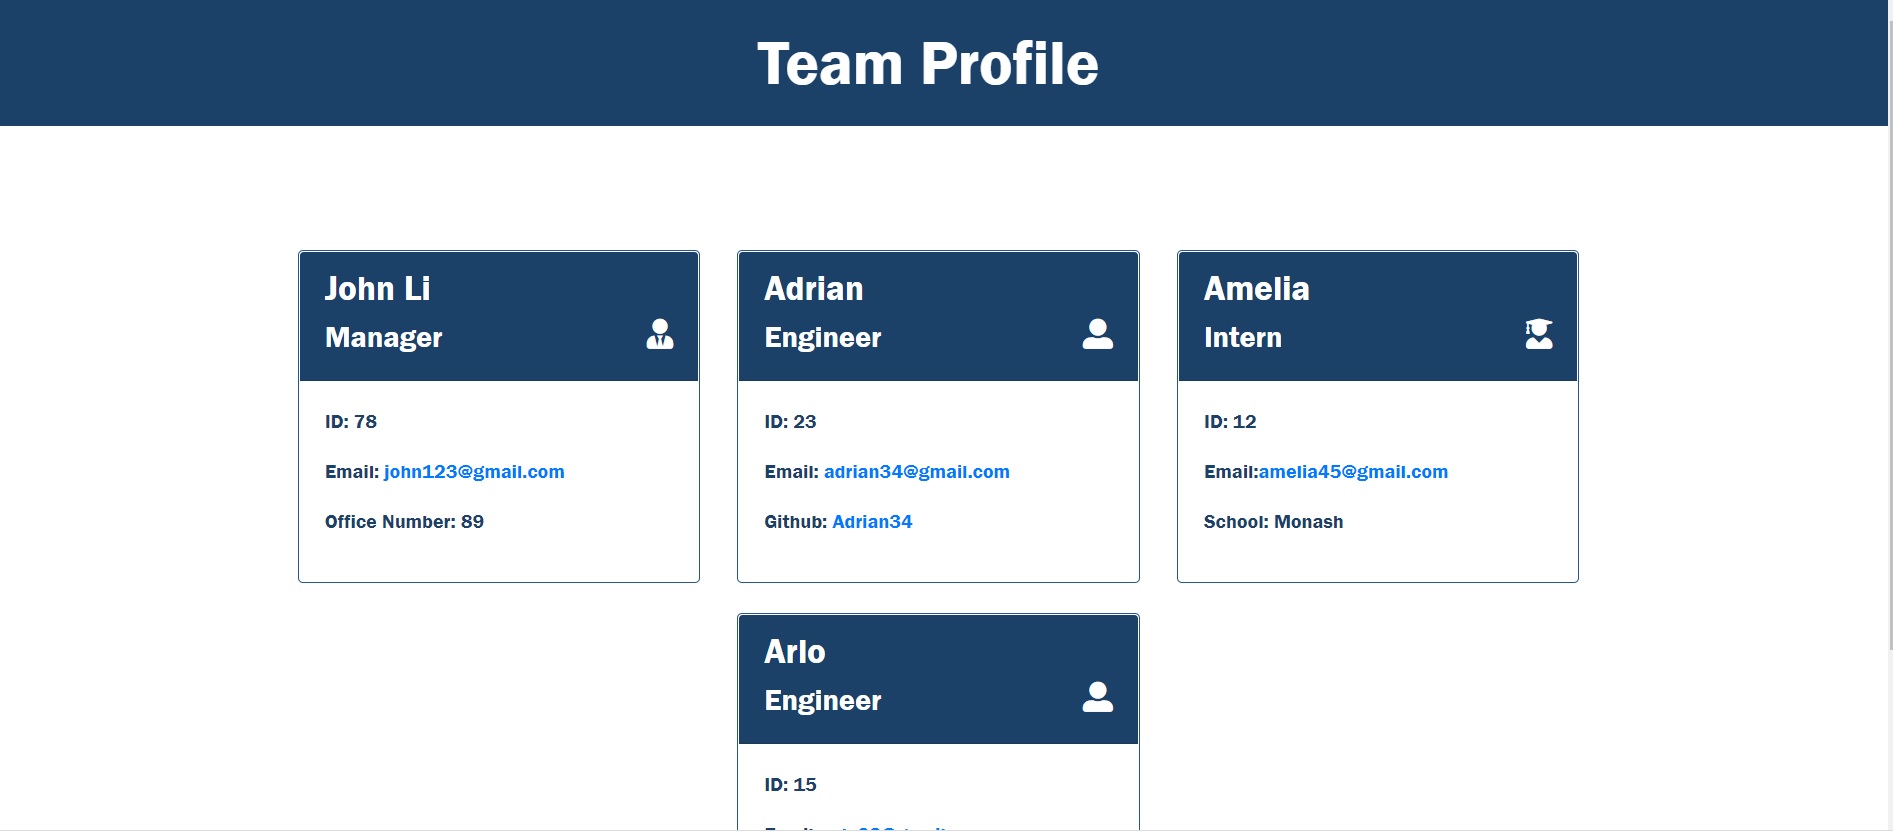 Team Profile
John Li
Manager
ID: 78
Email: john123@gmail.com
Office Number: 89
Adrian
Engineer
ID: 23
Email: adrian34@gmail.com
Github: Adrian34
Amelia
Intern
ID: 12
Email:amelia45@gmail.com
School: Monash
Arlo
Engineer
ID: 15